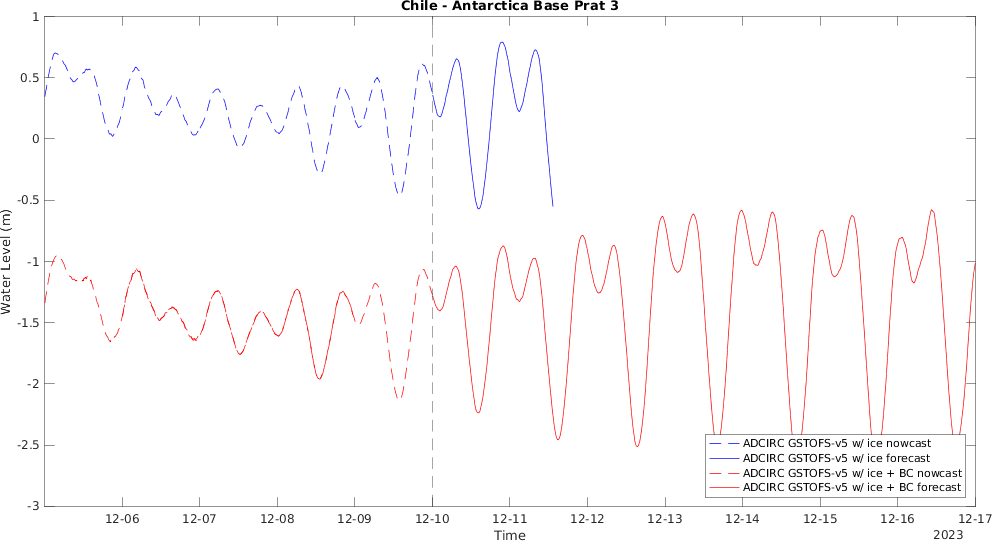 Chile - Antarctica Base Prat 3
Water Level (m)
1
0.5
0
-0.5
-1
-1.5
-2
-2.5
-3
ADCIRC GSTOFS-v5 w/ ice nowcast
ADCIRC GSTOFS-v5 w/ ice forecast
ADCIRC GSTOFS-v5 w/ ice + BC nowcast
ADCIRC GSTOFS-v5 w/ ice + BC forecast
12-06 12-07 12-08 12-09 12-10 12-11 12-12 12-13 12-14 12-15 12-16 12-17
Time
2023